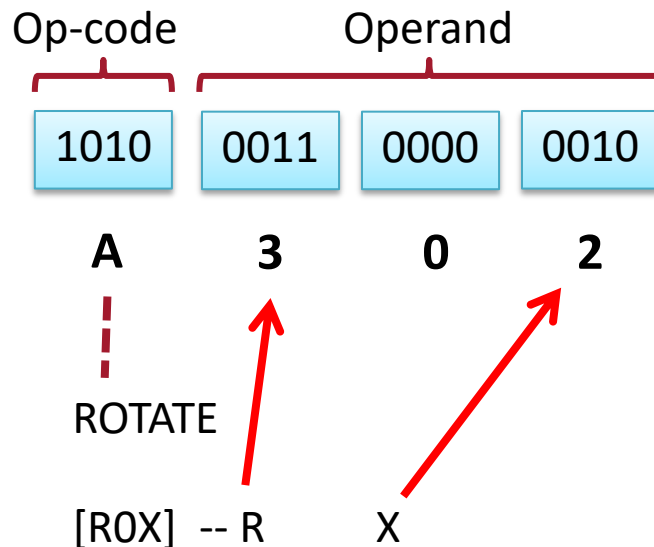 Op-code Operand
1010 0011 0000 0010
A 3 0 2
ROTATE
[R0X] -- R X